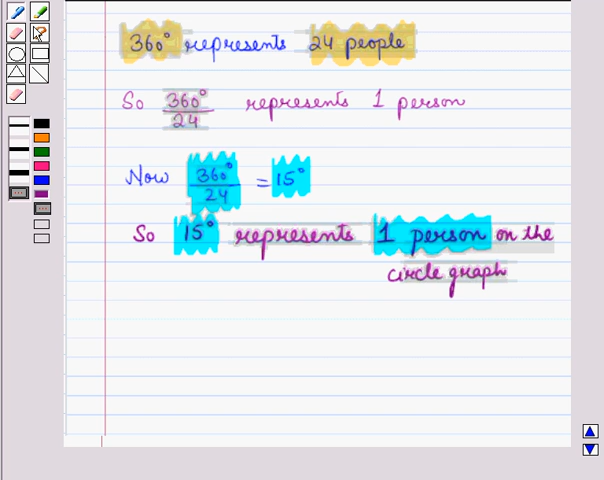 360° represents 24 people
So 360°/24 represents 1 person
Now 360°/24 = 15°
So 15° represents 1 person on the
circle graph